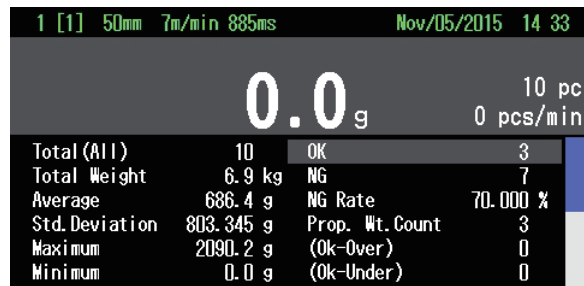 1 [1] 50mm 7m/min 885ms Nov/05/2015 14 33
0.0 g
10 pc
0 pcs/min
Total(All) 10 OK 3
Total Weight 6.9 kg NG 7
Average 686.4 g NG Rate 70.000 %
Std.Deviation 803.345 g Prop. Wt.Count 3
Maximum 2090.2 g (Ok-Over) 0
Minimum 0.0 g (Ok-Under) 0